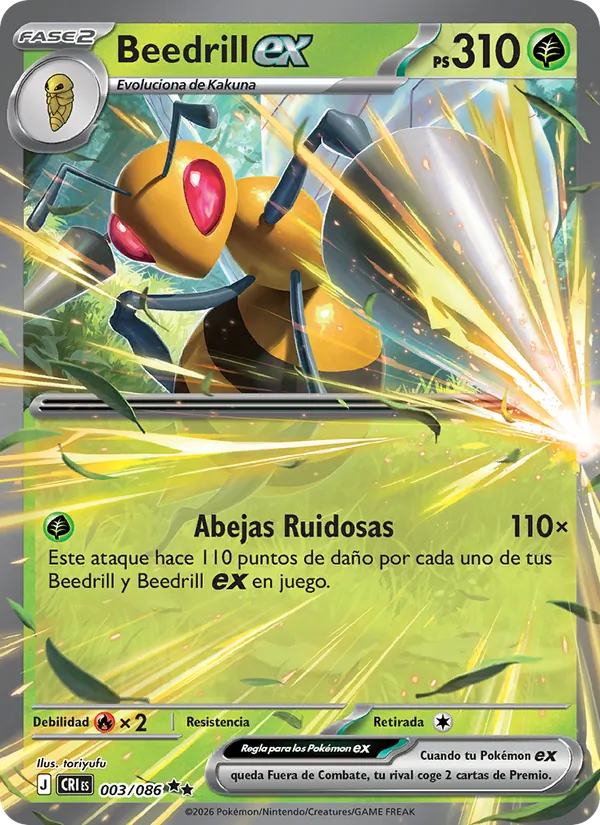 FASE2
Beedrill ex
PS 310
Evoluciona de Kakuna
Abejas Ruidosas 110×
Este ataque hace 110 puntos de daño por cada uno de tus
Beedrill y Beedrill ex en juego.
Debilidad × 2 Resistencia Retirada
Ilus. toriyufu
Regla para los Pokémon ex Cuando tu Pokémon ex
queda Fuera de Combate, tu rival coge 2 cartas de Premio.
J CRI ES 003/086
©2026 Pokémon/Nintendo/Creatures/GAME FREAK